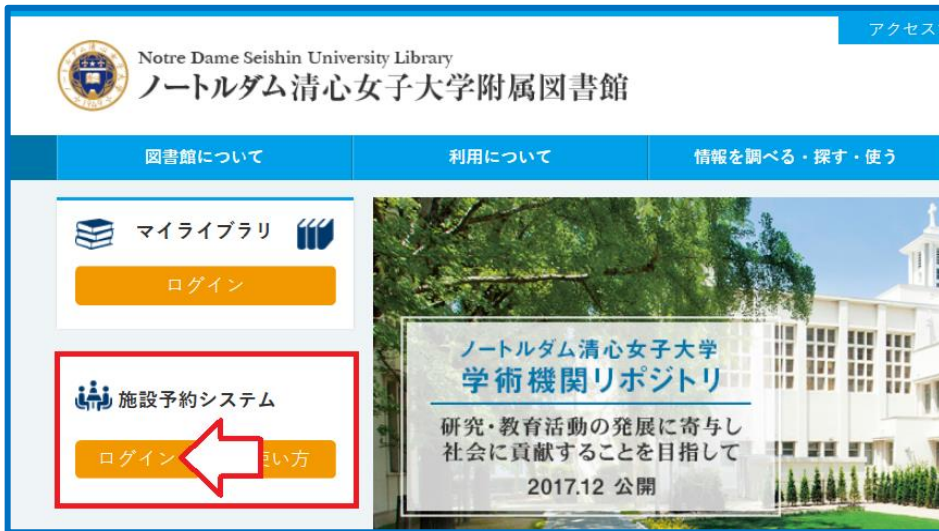 アクセス
Notre Dame Seishin University Library
ノートルダム清心女子大学附属図書館
図書館について
利用について
情報を調べる・探す・使う
マイライブラリ
ログイン
ノートルダム清心女子大学
学術機関リポジトリ
研究・教育活動の発展に寄与し
社会に貢献することを目指して
2017.12 公開
施設予約システム
ログイン
い方